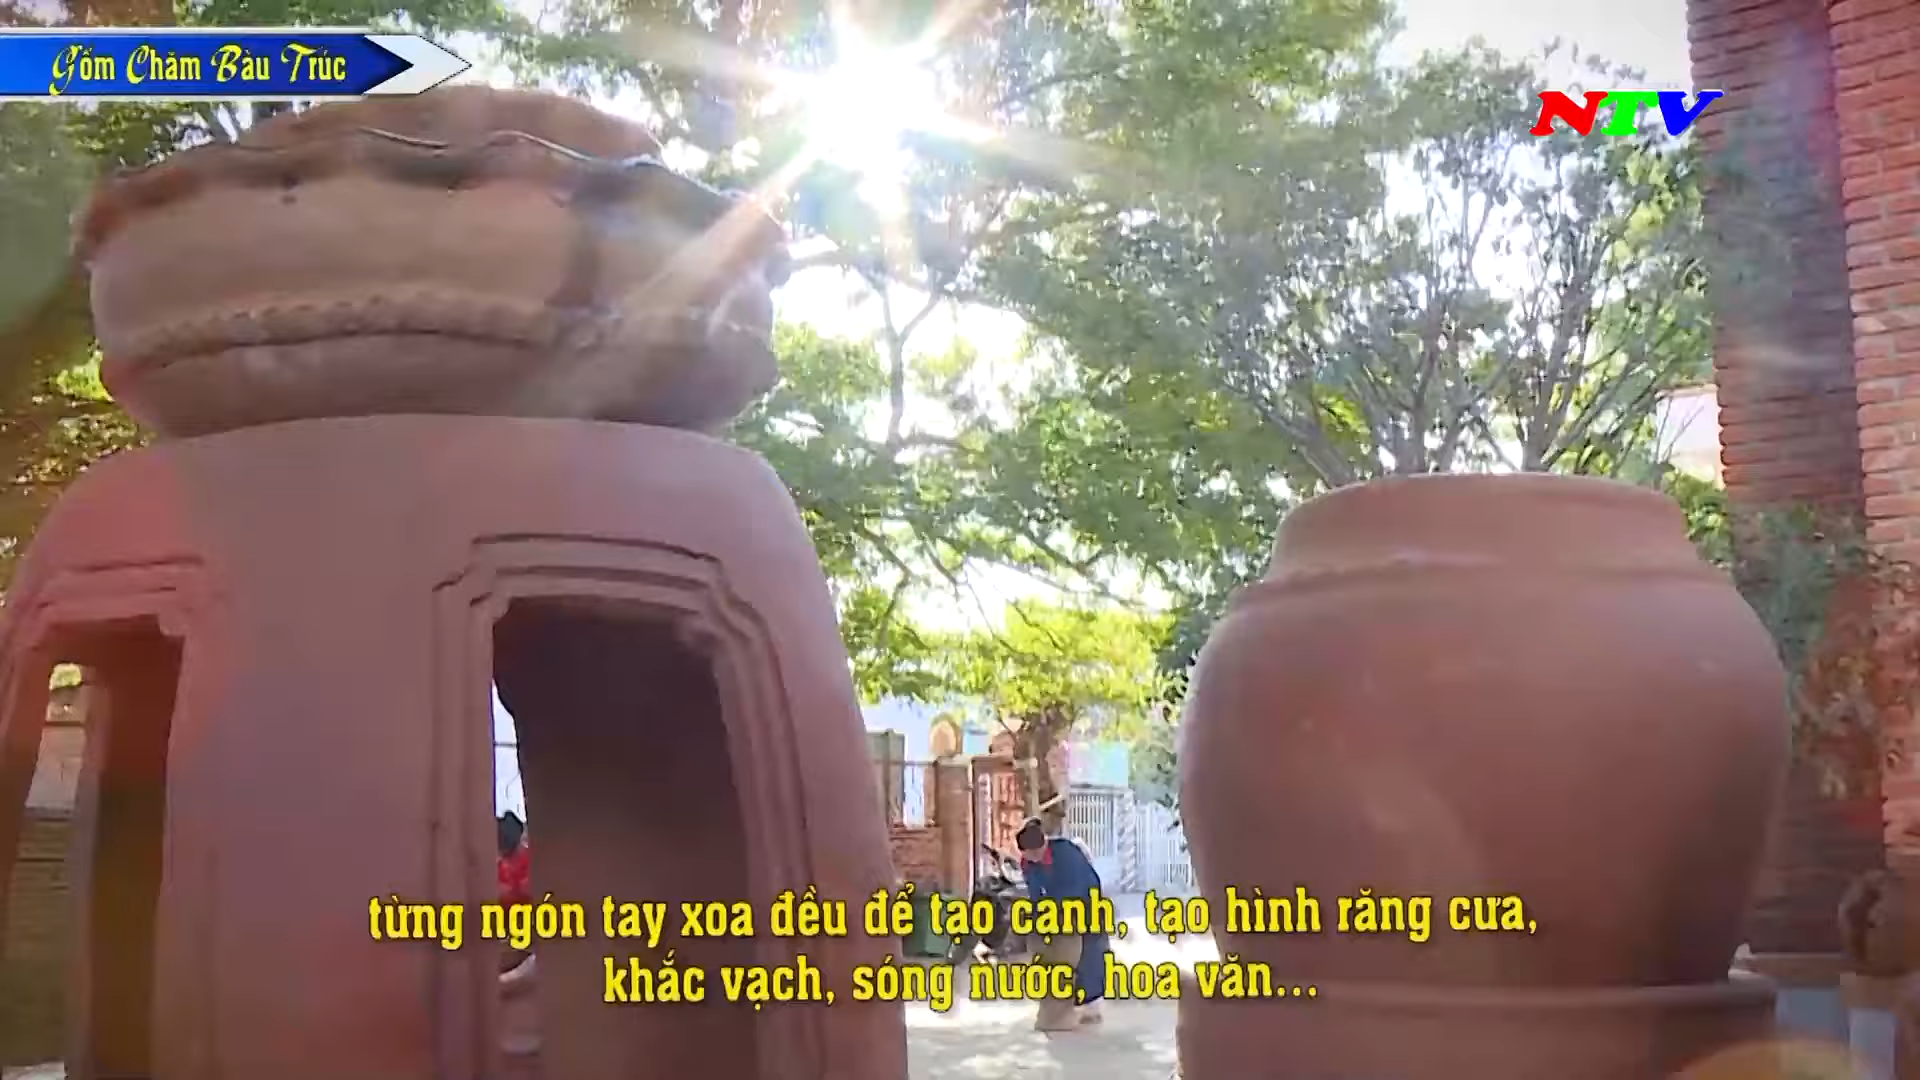 Gốm Chăm Bàu Trúc
NTV
từng ngón tay xoa đều để tạo cạnh, tạo hình răng cưa,
khắc vạch, sóng nước, hoa văn...